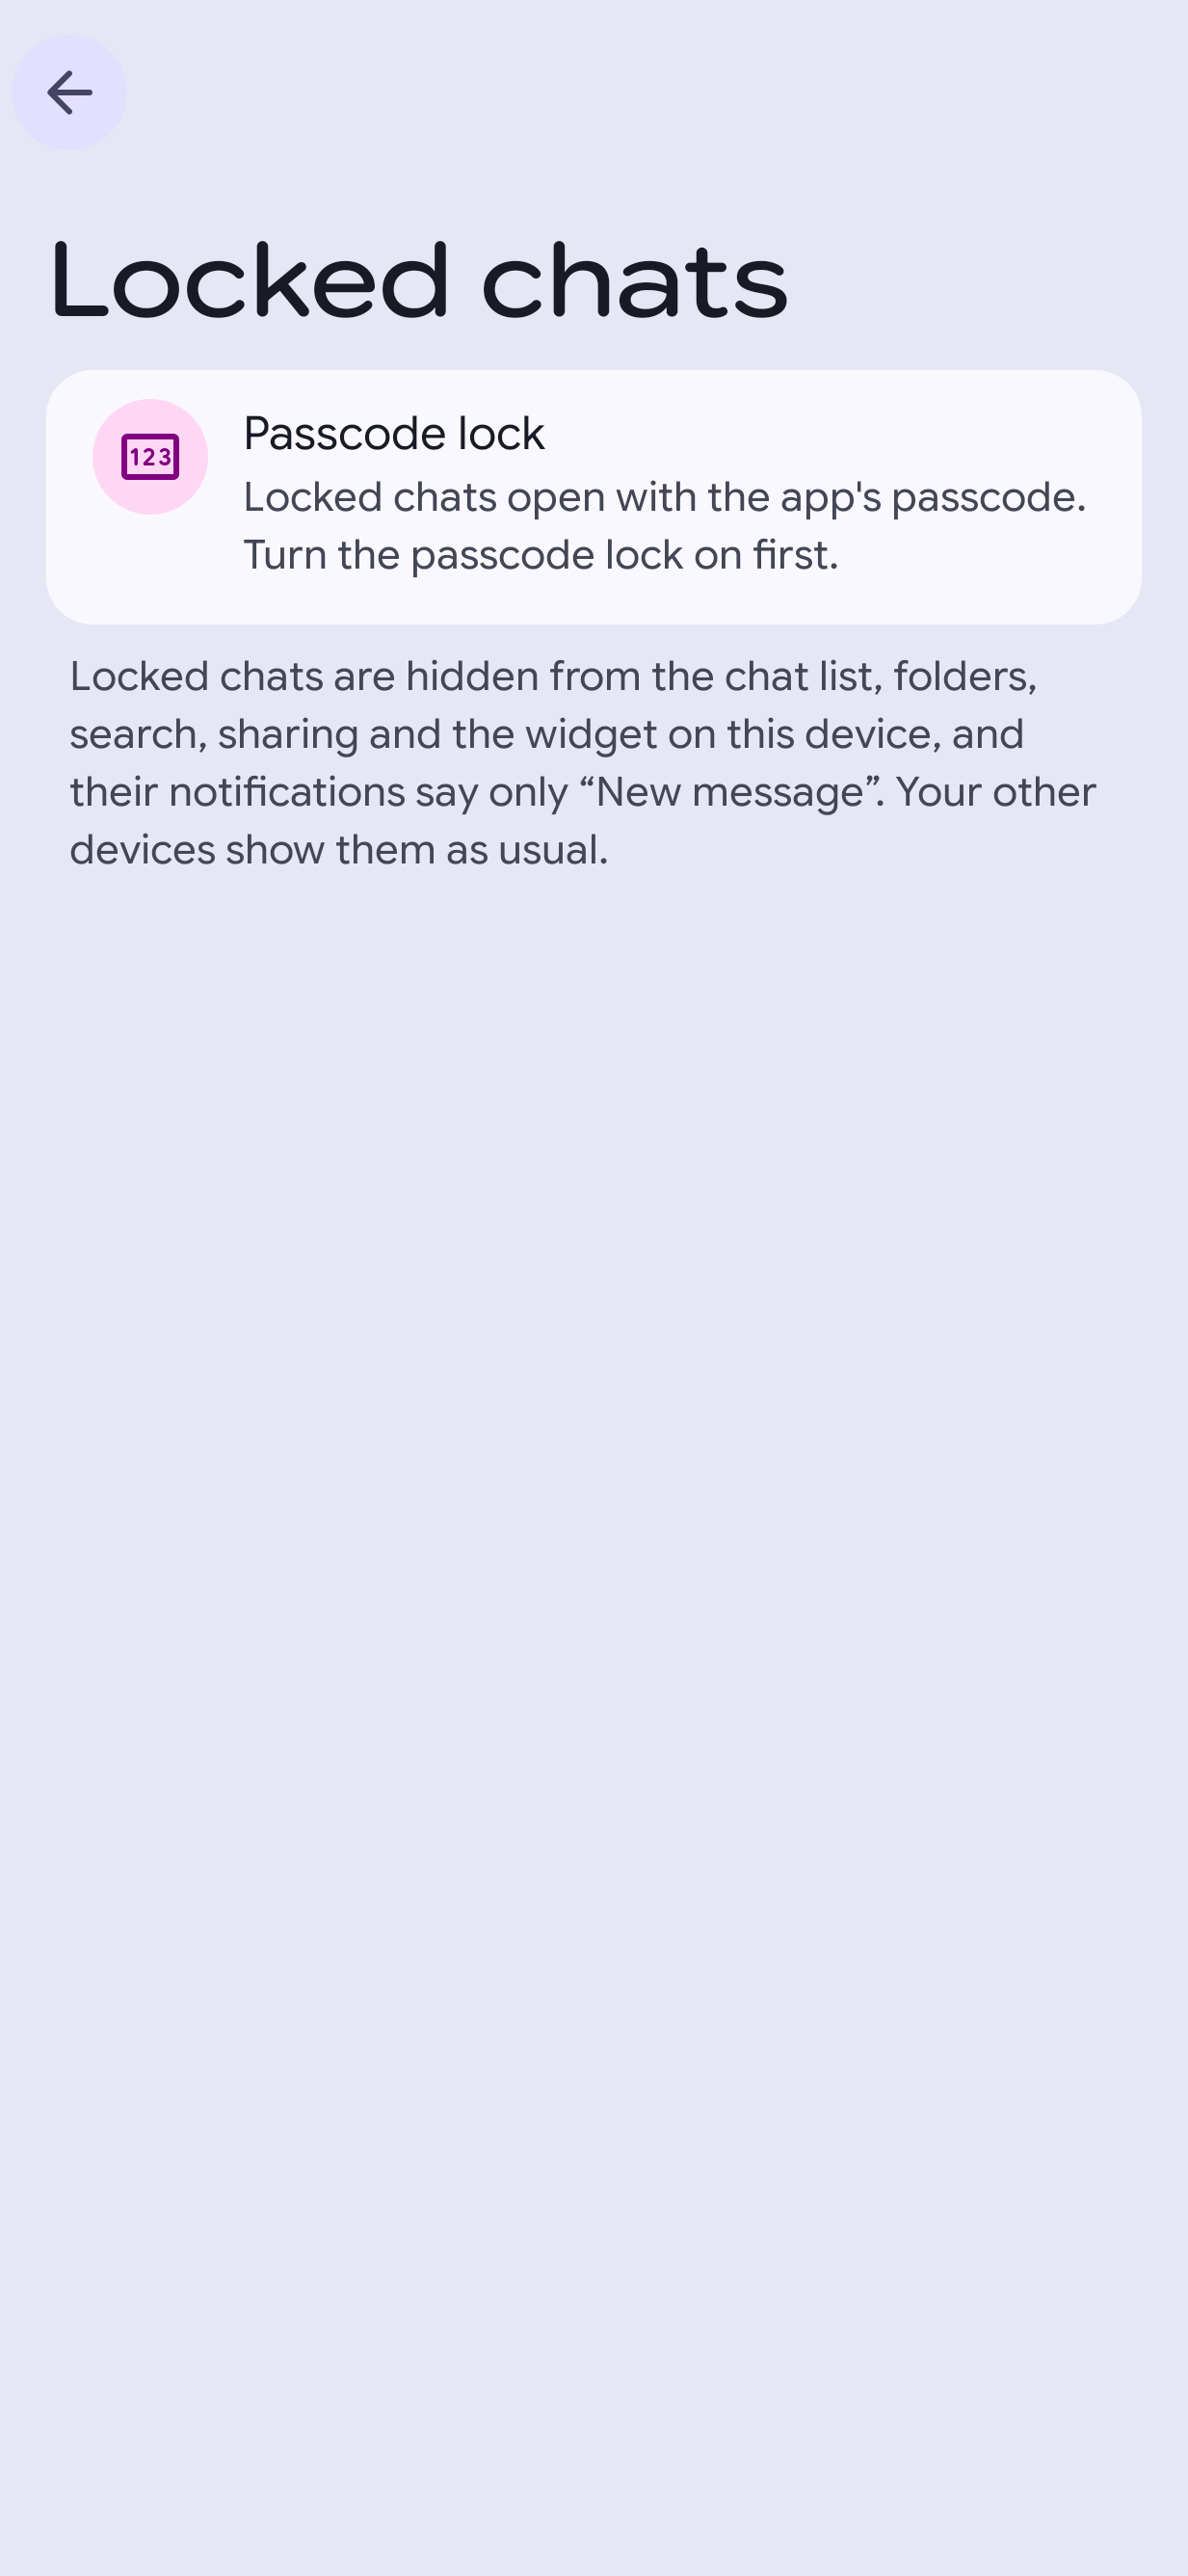 Locked chats
123
Passcode lock
Locked chats open with the app's passcode.
Turn the passcode lock on first.
Locked chats are hidden from the chat list, folders,
search, sharing and the widget on this device, and
their notifications say only “New message”. Your other
devices show them as usual.